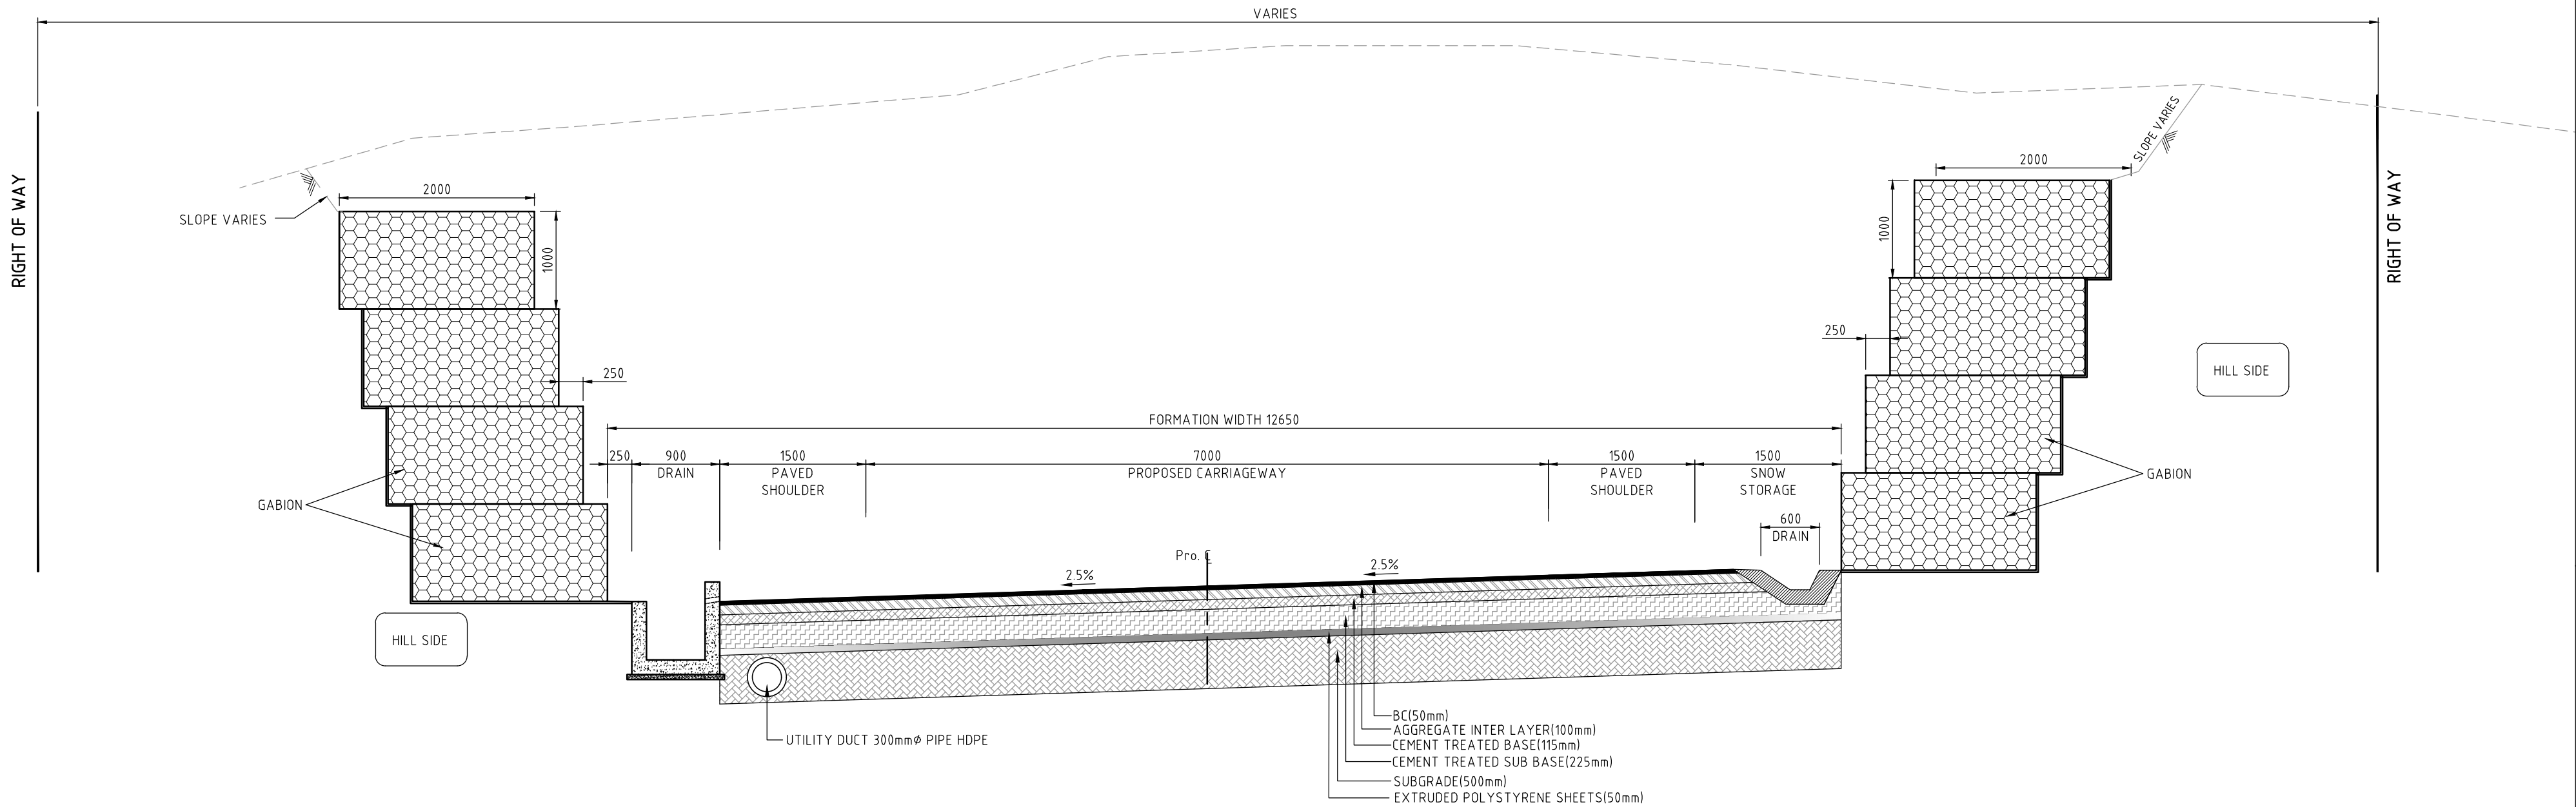 VARIES
RIGHT OF WAY
SLOPE VARIES
2000
1000
250
GABION
HILL SIDE
FORMATION WIDTH 12650
250
900
DRAIN
1500
PAVED
SHOULDER
7000
PROPOSED CARRIAGEWAY
1500
PAVED
SHOULDER
1500
SNOW
STORAGE
600
DRAIN
Pro. ℄
2.5%
2.5%
UTILITY DUCT 300mmø PIPE HDPE
BC(50mm)
AGGREGATE INTER LAYER(100mm)
CEMENT TREATED BASE(115mm)
CEMENT TREATED SUB BASE(225mm)
SUBGRADE(500mm)
EXTRUDED POLYSTYRENE SHEETS(50mm)
2000
SLOPE VARIES
1000
250
HILL SIDE
GABION
RIGHT OF WAY